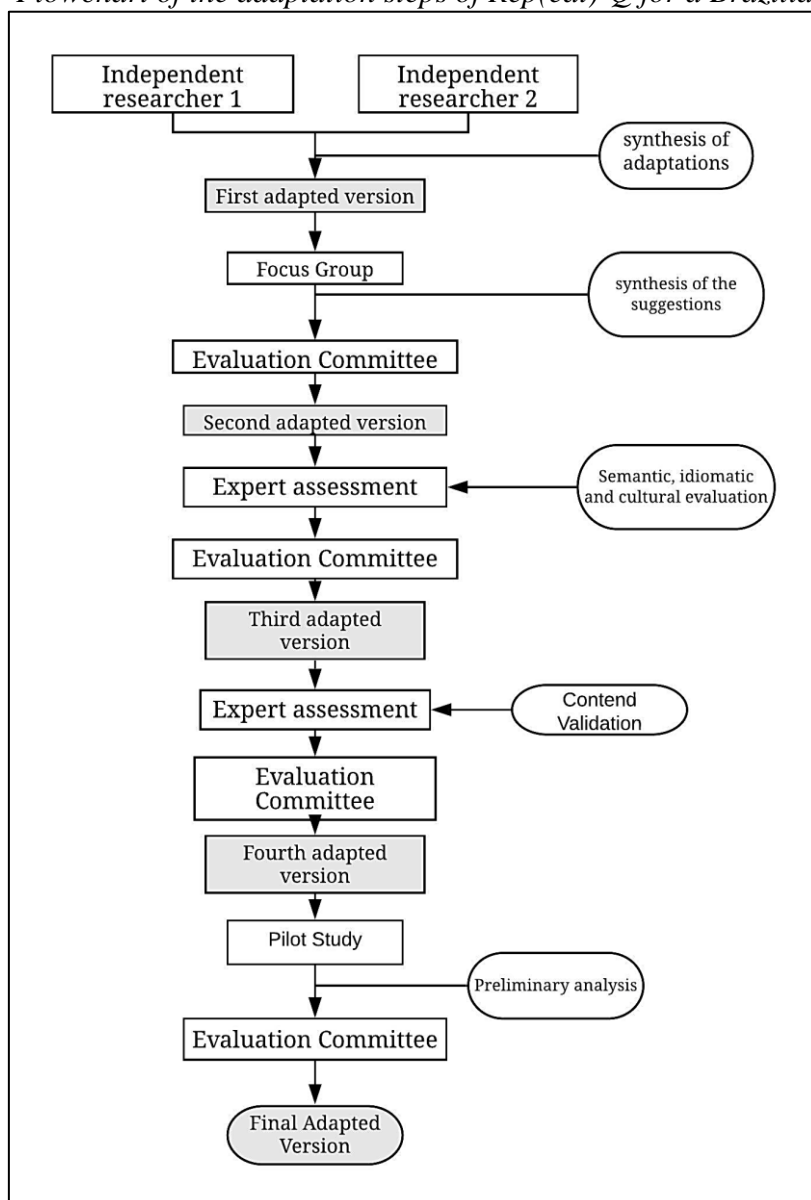 Flowchart of the adaptation steps of Rep(eat)-Q for a
Independent
researcher 1
Independent
researcher 2
synthesis of
adaptations
First adapted version
Focus Group
synthesis of the
suggestions
Evaluation Committee
Second adapted version
Expert assessment
Semantic, idiomatic
and cultural evaluation
Evaluation Committee
Third adapted
version
Expert assessment
Contend
Validation
Evaluation
Committee
Fourth adapted
version
Pilot Study
Preliminary analysis
Evaluation Committee
Final Adapted
Version